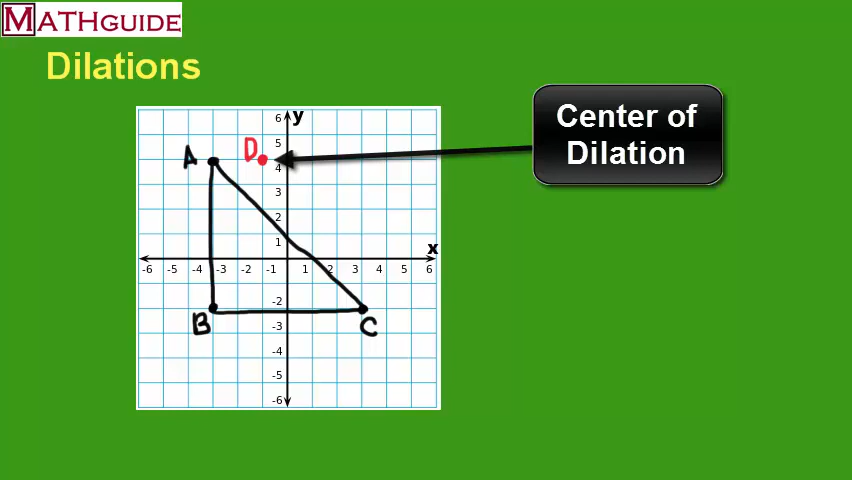 MATHGUIDE
Dilations
Center of
Dilation
y
6
5
D
A
4
3
2
1
x
-6 -5 -4 -3 -2 -1 1 2 3 4 5 6
-2
B
C
-3
-4
-5
-6